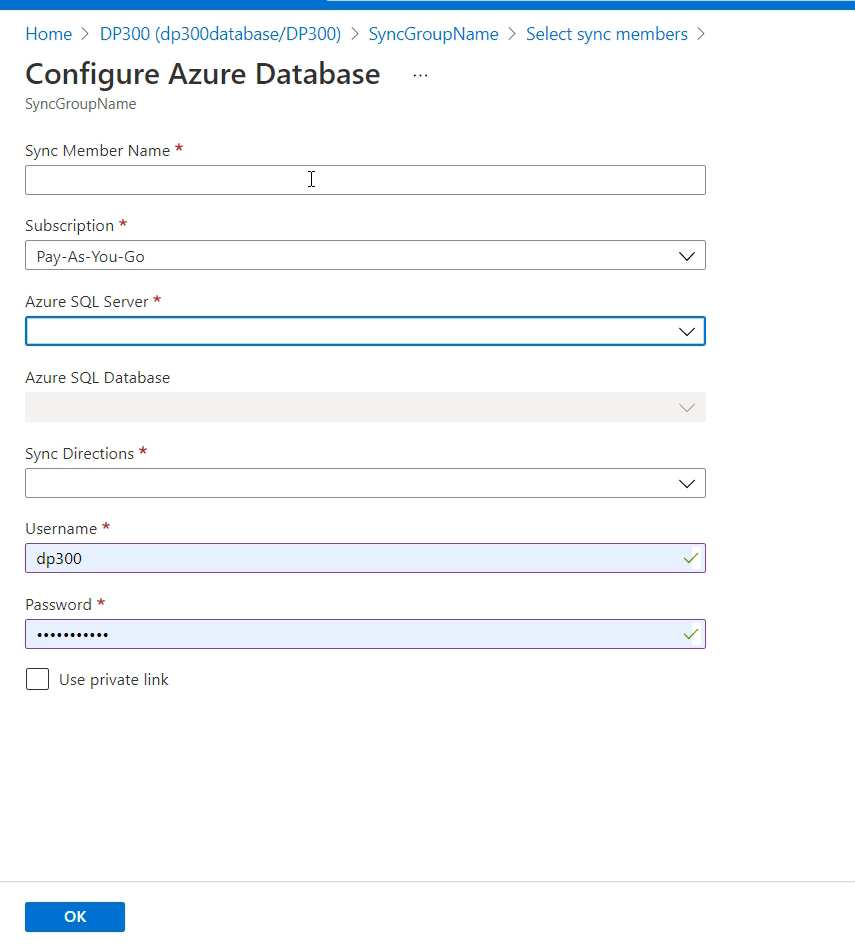 Home > DP300 (dp300database/DP300) > SyncGroupName > Select sync members >
Configure Azure Database ...
SyncGroupName
Sync Member Name *
Subscription *
Pay-As-You-Go
Azure SQL Server *
Azure SQL Database
Sync Directions *
Username *
dp300
Password *
•••••••••••
Use private link
OK